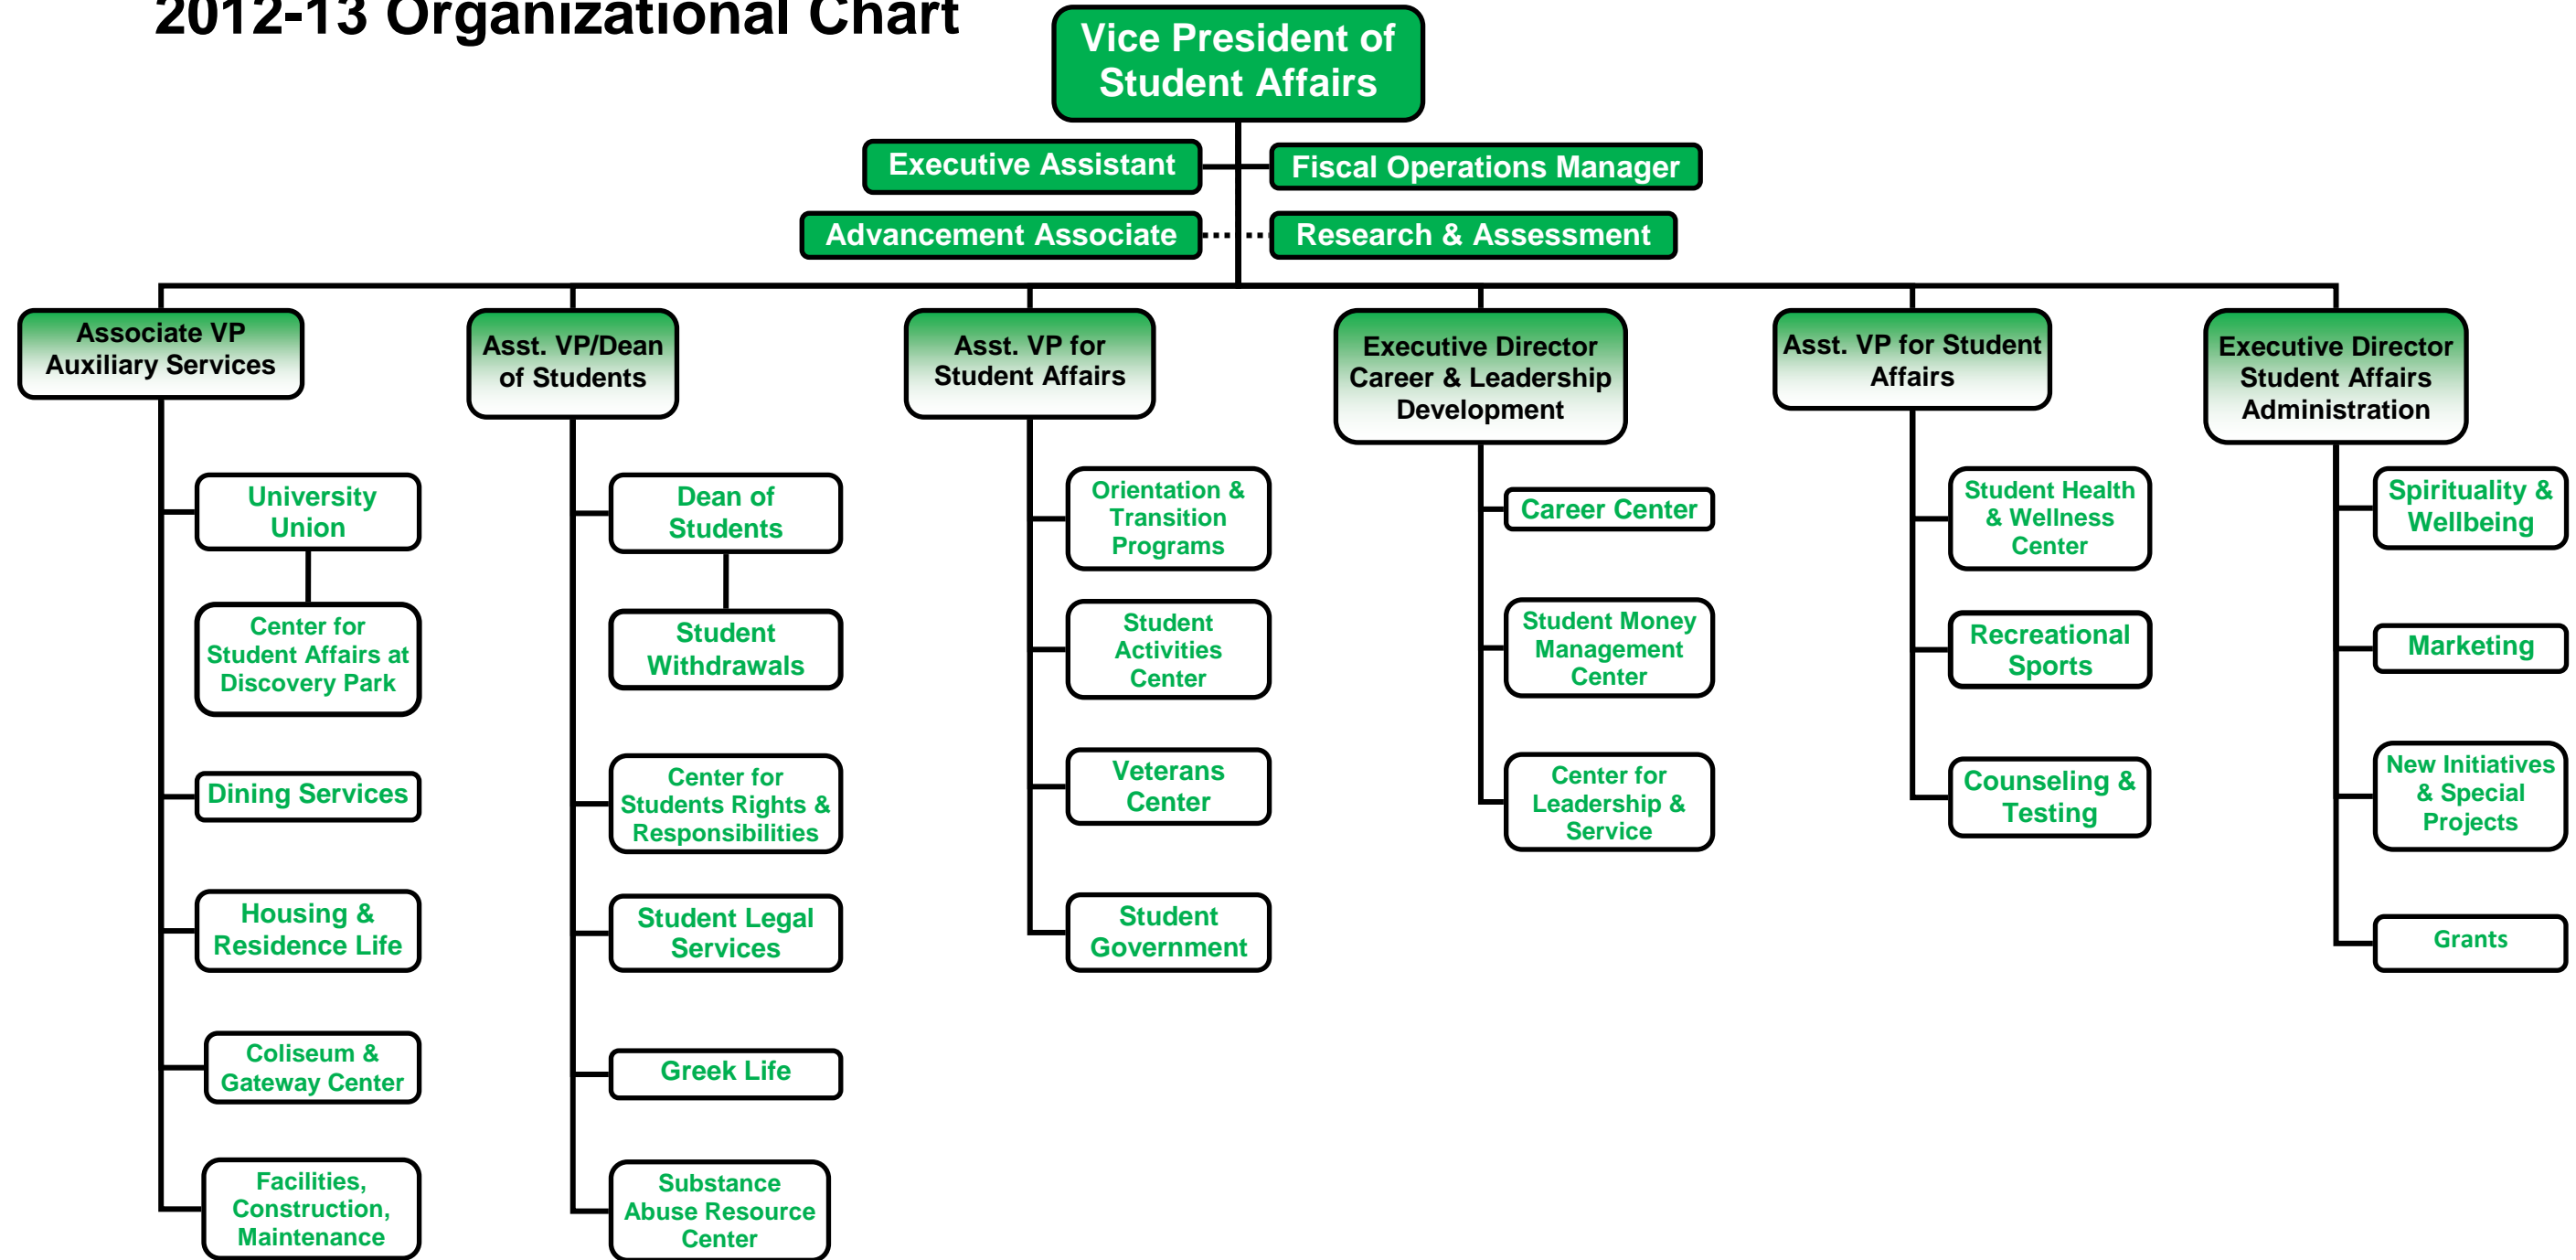 2012-13 Organizational Chart
Vice President of
Student Affairs
Executive Assistant
Fiscal Operations Manager
Advancement Associate
Research & Assessment
Associate VP
Auxiliary Services
University
Union
Center for
Student Affairs at
Discovery Park
Dining Services
Housing &
Residence Life
Coliseum &
Gateway Center
Facilities,
Construction,
Maintenance
Asst. VP/Dean
of Students
Dean of
Students
Student
Withdrawals
Center for
Students Rights &
Responsibilities
Student Legal
Services
Greek Life
Substance
Abuse Resource
Center
Asst. VP for
Student Affairs
Orientation &
Transition
Programs
Student
Activities
Center
Veterans
Center
Student
Government
Executive Director
Career & Leadership
Development
Career Center
Student Money
Management
Center
Center for
Leadership &
Service
Asst. VP for Student
Affairs
Student Health
& Wellness
Center
Recreational
Sports
Counseling &
Testing
Executive Director
Student Affairs
Administration
Spirituality &
Wellbeing
Marketing
New Initiatives
& Special
Projects
Grants